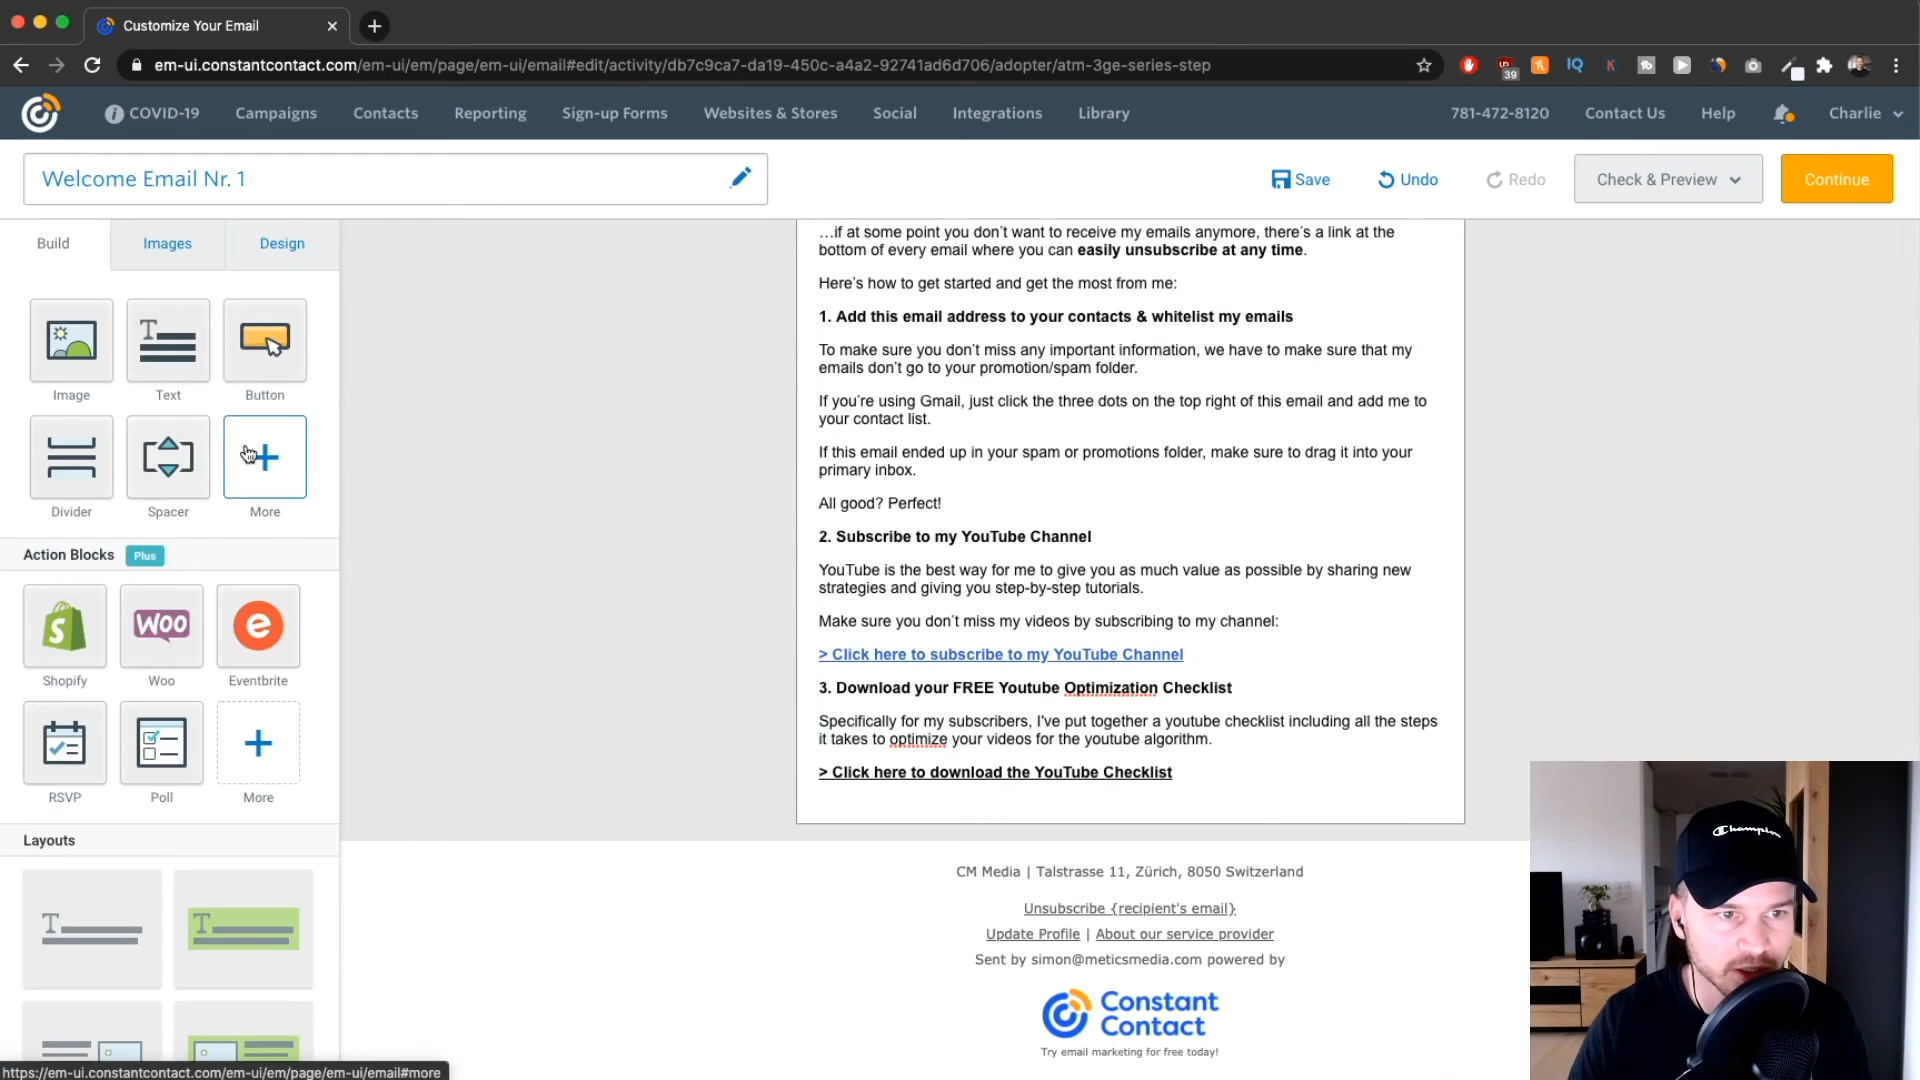 Customize Your Email
em-ui.constantcontact.com/em-ui/em/page/em-ui/email#edit/activity/db7c9ca7-da19-450c-a4a2-92741ad6d706/adopter/atm-3ge-series-step
39
IQ
K
COVID-19
Campaigns
Contacts
Reporting
Sign-up Forms
Websites & Stores
Social
Integrations
Library
781-472-8120
Contact Us
Help
Charlie
Welcome Email Nr. 1
Save
Undo
Redo
Check & Preview
Continue
Build
Images
Design
Image
Text
Button
Divider
Spacer
More
Action Blocks Plus
WOO
Shopify
Woo
Eventbrite
RSVP
Poll
More
Layouts
…if at some point you don't want to receive my emails anymore, there's a link at the
bottom of every email where you can easily unsubscribe at any time.
Here's how to get started and get the most from me:
1. Add this email address to your contacts & whitelist my emails
To make sure you don't miss any important information, we have to make sure that my
emails don't go to your promotion/spam folder.
If you're using Gmail, just click the three dots on the top right of this email and add me to
your contact list.
If this email ended up in your spam or promotions folder, make sure to drag it into your
primary inbox.
All good? Perfect!
2. Subscribe to my YouTube Channel
YouTube is the best way for me to give you as much value as possible by sharing new
strategies and giving you step-by-step tutorials.
Make sure you don't miss my videos by subscribing to my channel:
> Click here to subscribe to my YouTube Channel
3. Download your FREE Youtube Optimization Checklist
Specifically for my subscribers, I've put together a youtube checklist including all the steps
it takes to optimize your videos for the youtube algorithm.
> Click here to download the YouTube Checklist
CM Media | Talstrasse 11, Zürich, 8050 Switzerland
Unsubscribe {recipient's email}
Update Profile | About our service provider
Sent by simon@meticsmedia.com powered by
Constant
Contact
Try email marketing for free today!
Champion
https://em-ui.constantcontact.com/em-ui/em/page/em-ui/email#more